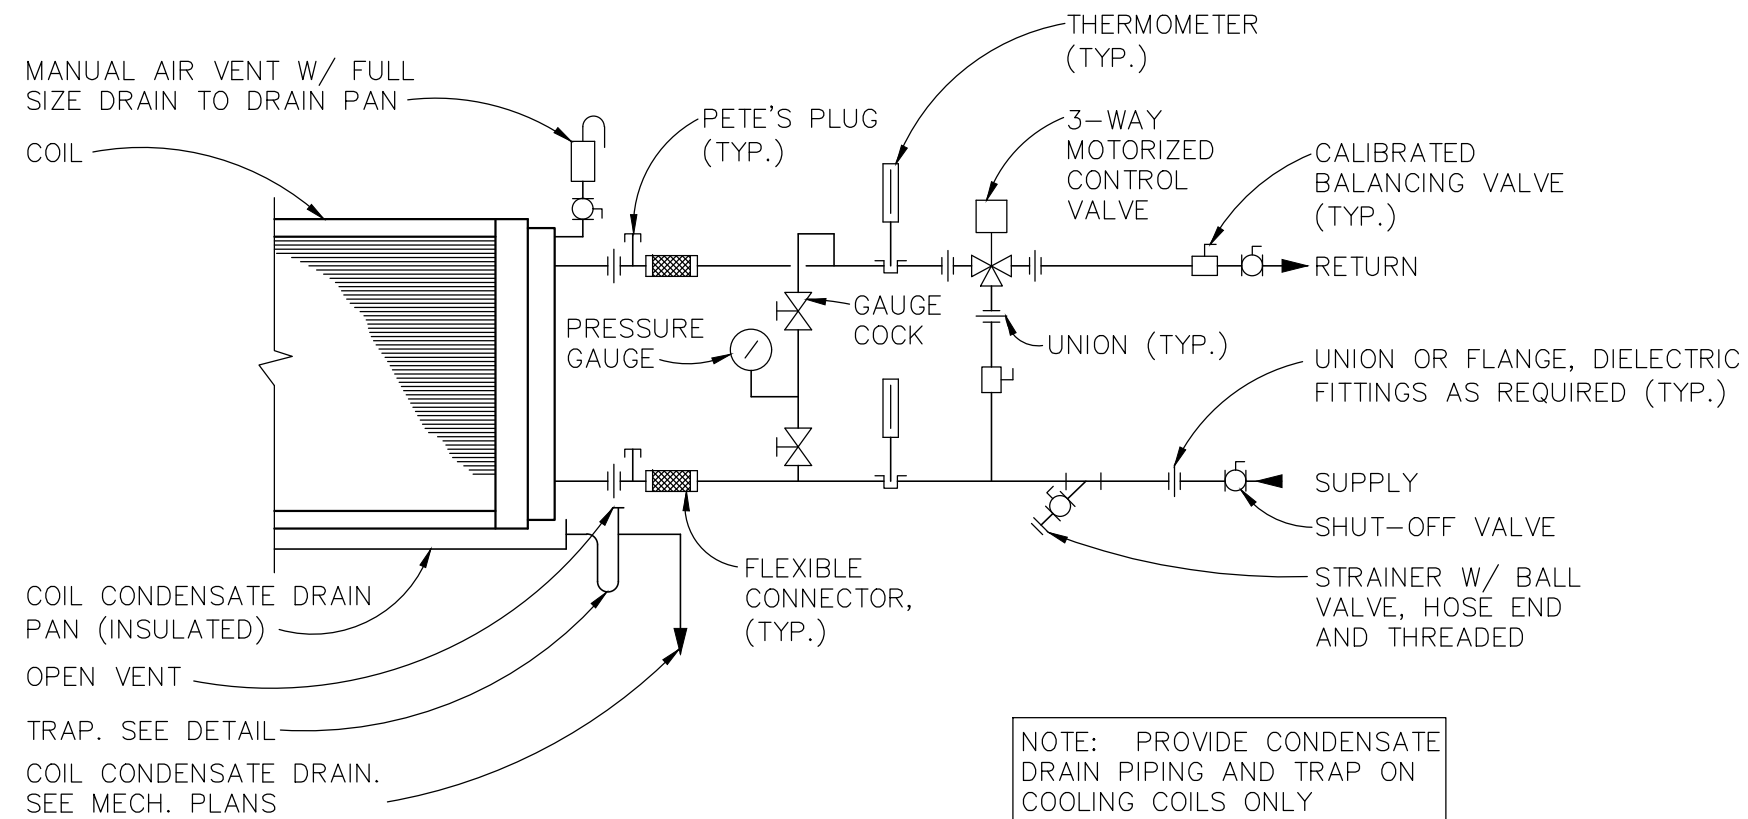 THERMOMETER
(TYP.)
MANUAL AIR VENT W/ FULL
SIZE DRAIN TO DRAIN PAN
COIL
PETE'S PLUG
(TYP.)
3-WAY
MOTORIZED
CONTROL
VALVE
CALIBRATED
BALANCING VALVE
(TYP.)
RETURN
GAUGE
COCK
PRESSURE
GAUGE
UNION (TYP.)
UNION OR FLANGE, DIELECTRIC
FITTINGS AS REQUIRED (TYP.)
SUPPLY
SHUT-OFF VALVE
STRAINER W/ BALL
VALVE, HOSE END
AND THREADED
FLEXIBLE
CONNECTOR,
(TYP.)
COIL CONDENSATE DRAIN
PAN (INSULATED)
OPEN VENT
TRAP. SEE DETAIL
COIL CONDENSATE DRAIN.
SEE MECH. PLANS
NOTE: PROVIDE CONDENSATE
DRAIN PIPING AND TRAP ON
COOLING COILS ONLY